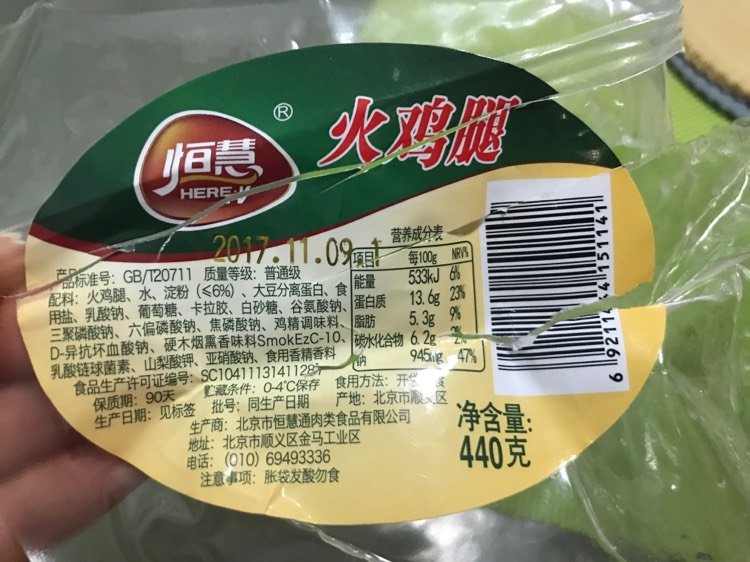 恒慧
HERE·V
®
火鸡腿
2017.11.09 1
产品标准号: GB/T20711 质量等级: 普通级
配料: 火鸡腿、水、淀粉 (≤6%) 、大豆分离蛋白、食
用盐、乳酸钠、葡萄糖、卡拉胶、白砂糖、谷氨酸钠、
三聚磷酸钠、六偏磷酸钠、焦磷酸钠、鸡精调味料、
D-异抗坏血酸钠、硬木烟熏香味料SmokEzC-10、
乳酸链球菌素、山梨酸钾、亚硝酸钠、食用香精香料
食品生产许可证编号: SC10411131411281
保质期: 90天 贮藏条件: 0-4℃保存 食用方法: 开袋 食
生产日期: 见标签 批号: 同生产日期 产地: 北京市顺义区
生产商: 北京市恒慧通肉类食品有限公司
地址: 北京市顺义区金马工业区
电话: (010) 69493336
注意事项: 胀袋发酸勿食
营养成分表
项目 每100g NRV%
能量 533kJ 6%
蛋白质 13.6g 23%
脂肪 5.3g 9%
碳水化合物 6.2g 2%
钠 945mg 47%
净含量:
440克